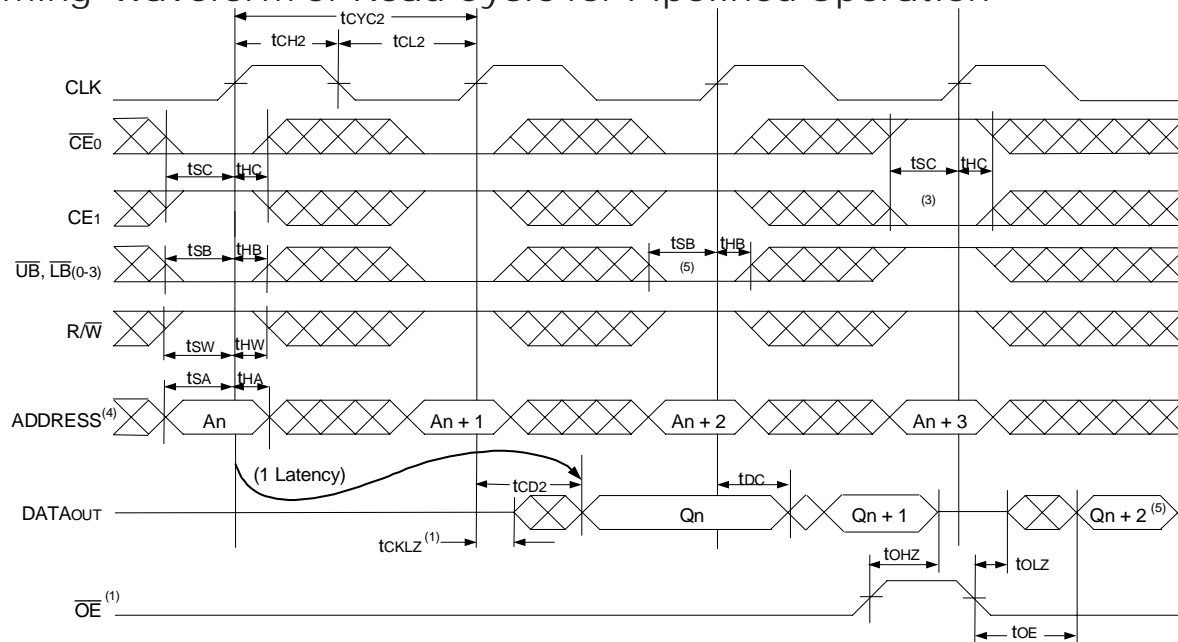 Waveform of Read Cycle for Pipelined Operation
tCYC2
tCH2 tCL2
CLK
CE0
tSC tHC tSC tHC
CE1 (3)
tSB tHB tSB tHB
UB, LB(0-3) (5)
R/W
tSW tHW
tSA tHA
ADDRESS(4) An An + 1 An + 2 An + 3
(1 Latency)
tCD2 tDC
DATAOUT Qn Qn + 1 Qn + 2 (5)
tCKLZ (1)
tOHZ tOLZ
OE (1)
tOE